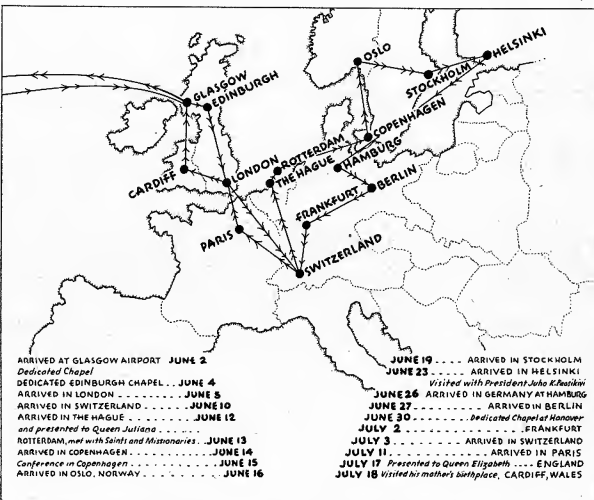 OSLO
HELSINKI
STOCKHOLM
GLASGOW
EDINBURGH
COPENHAGEN
ROTTERDAM
THE HAGUE
HAMBURG
CARDIFF
LONDON
BERLIN
FRANKFURT
PARIS
SWITZERLAND
ARRIVED AT GLASGOW AIRPORT JUNE 2
Dedicated Chapel
DEDICATED EDINBURGH CHAPEL . . JUNE 4
ARRIVED IN LONDON . . . . . . . . JUNE 5
ARRIVED IN SWITZERLAND . . . . . JUNE 10
ARRIVED IN THE HAGUE . . . . . . JUNE 12
and presented to Queen Juliana . . . .
ROTTERDAM, met with Saints and Missionaries . . JUNE 13
ARRIVED IN COPENHAGEN . . . . . . . JUNE 14
Conference in Copenhagen . . . . . . . JUNE 15
ARRIVED IN OSLO, NORWAY . . . . . . JUNE 16
JUNE 19 . . . . . ARRIVED IN STOCKHOLM
JUNE 23 . . . . . ARRIVED IN HELSINKI
Visited with President Juho K. Paasikivi
JUNE 26 ARRIVED IN GERMANY AT HAMBURG
JUNE 27 . . . . . . . ARRIVED IN BERLIN
JUNE 30 . . . . . Dedicated Chapel at Hanover
JULY 2 . . . . . . . . . . FRANKFURT
JULY 3 . . . . . ARRIVED IN SWITZERLAND
JULY 11 . . . . . . . . ARRIVED IN PARIS
JULY 17 Presented to Queen Elizabeth . . . . ENGLAND
JULY 18 Visited his mother's birthplace, CARDIFF, WALES